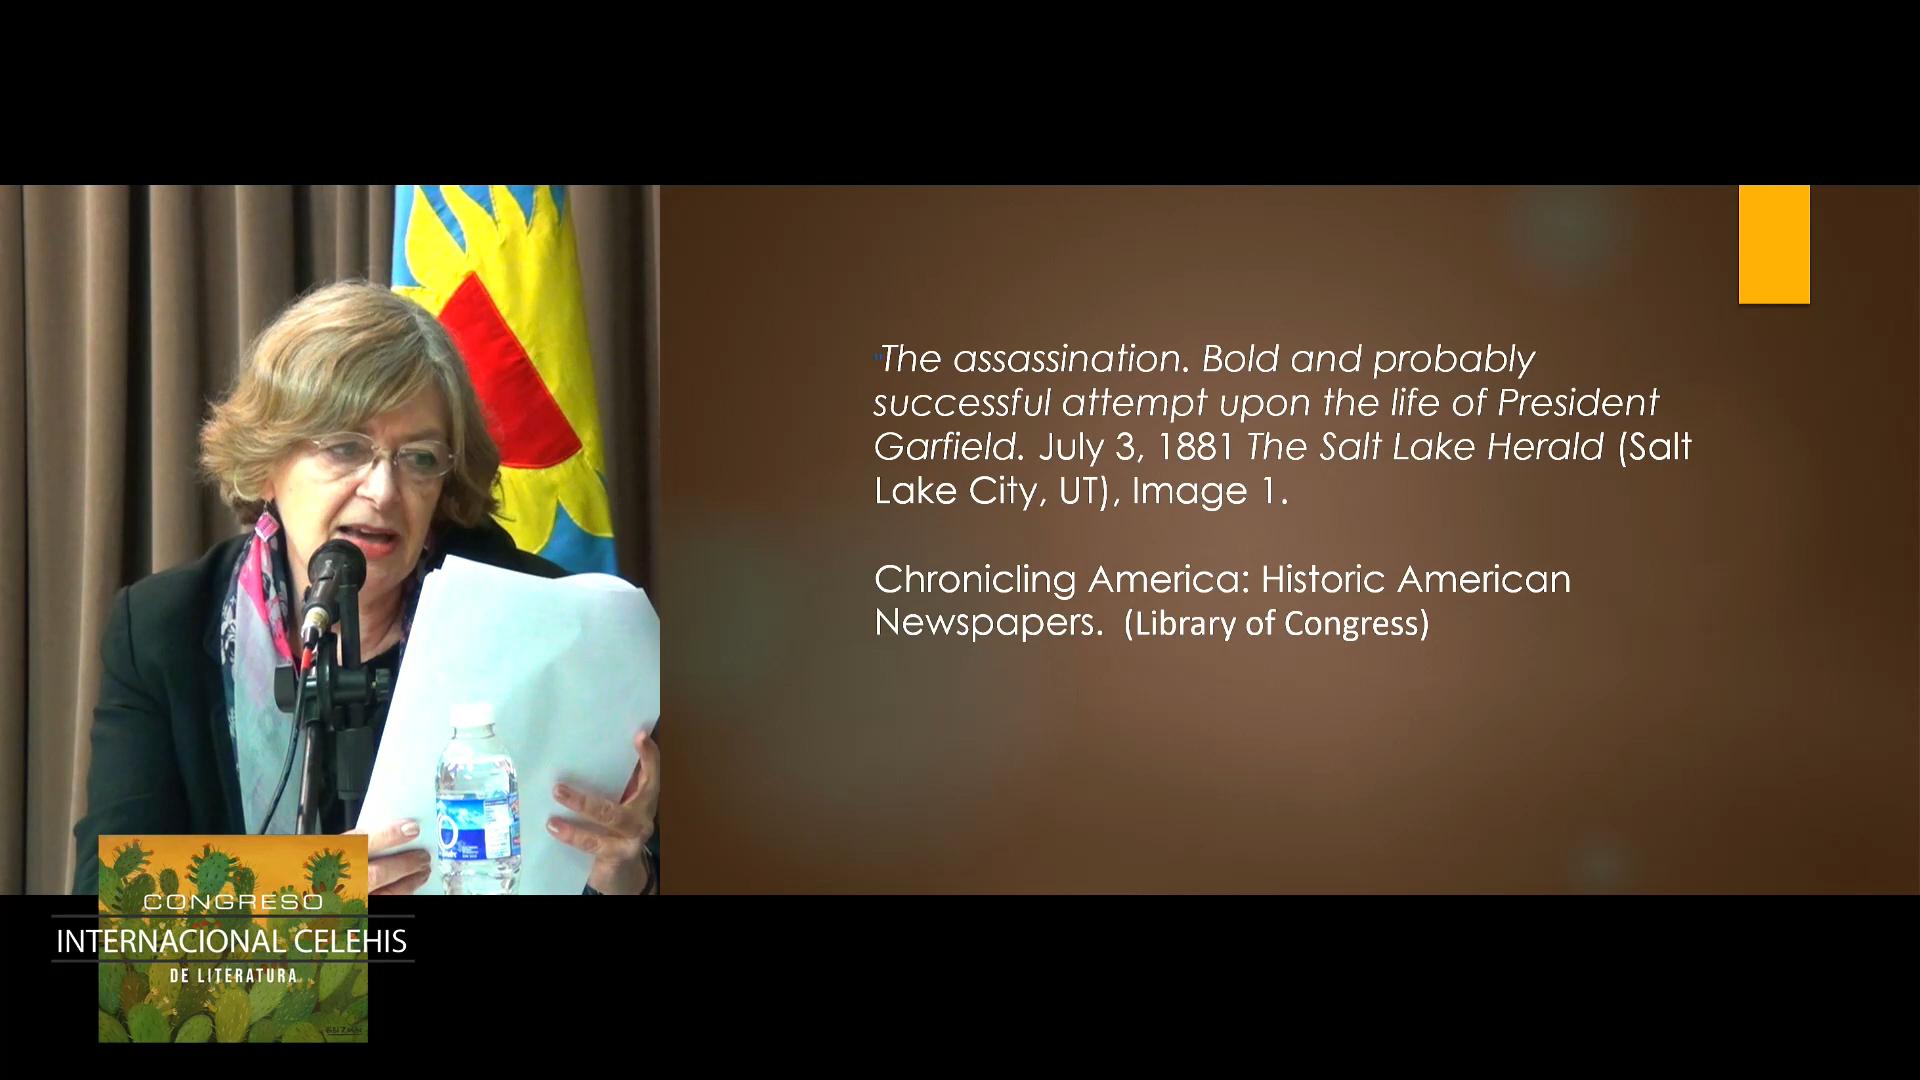 "The assassination. Bold and probably
successful attempt upon the life of President
Garfield. July 3, 1881 The Salt Lake Herald (Salt
Lake City, UT), Image 1.
Chronicling America: Historic American
Newspapers. (Library of Congress)
CONGRESO
INTERNACIONAL CELEHIS
DE LITERATURA